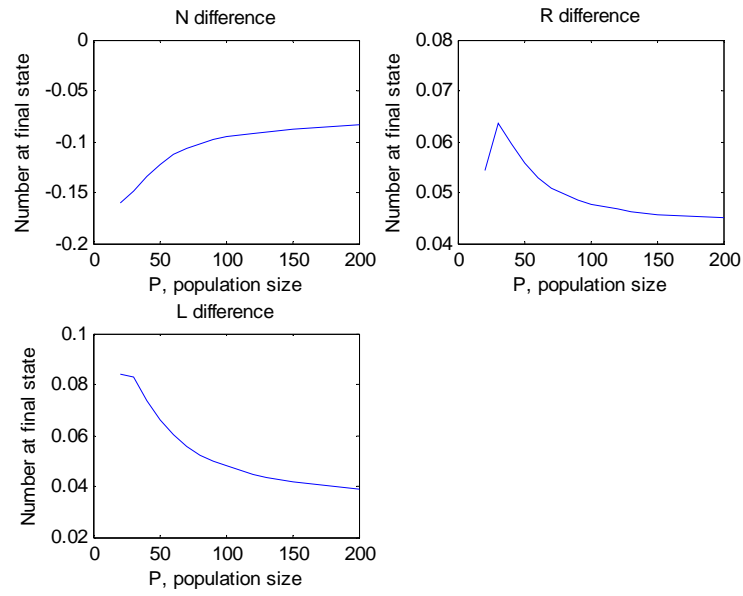 N difference
0
-0.05
-0.1
-0.15
-0.2
0 50 100 150 200
Number at final state
P, population size
R difference
0.08
0.07
0.06
0.05
0.04
0 50 100 150 200
Number at final state
P, population size
L difference
0.1
0.08
0.06
0.04
0.02
0 50 100 150 200
Number at final state
P, population size